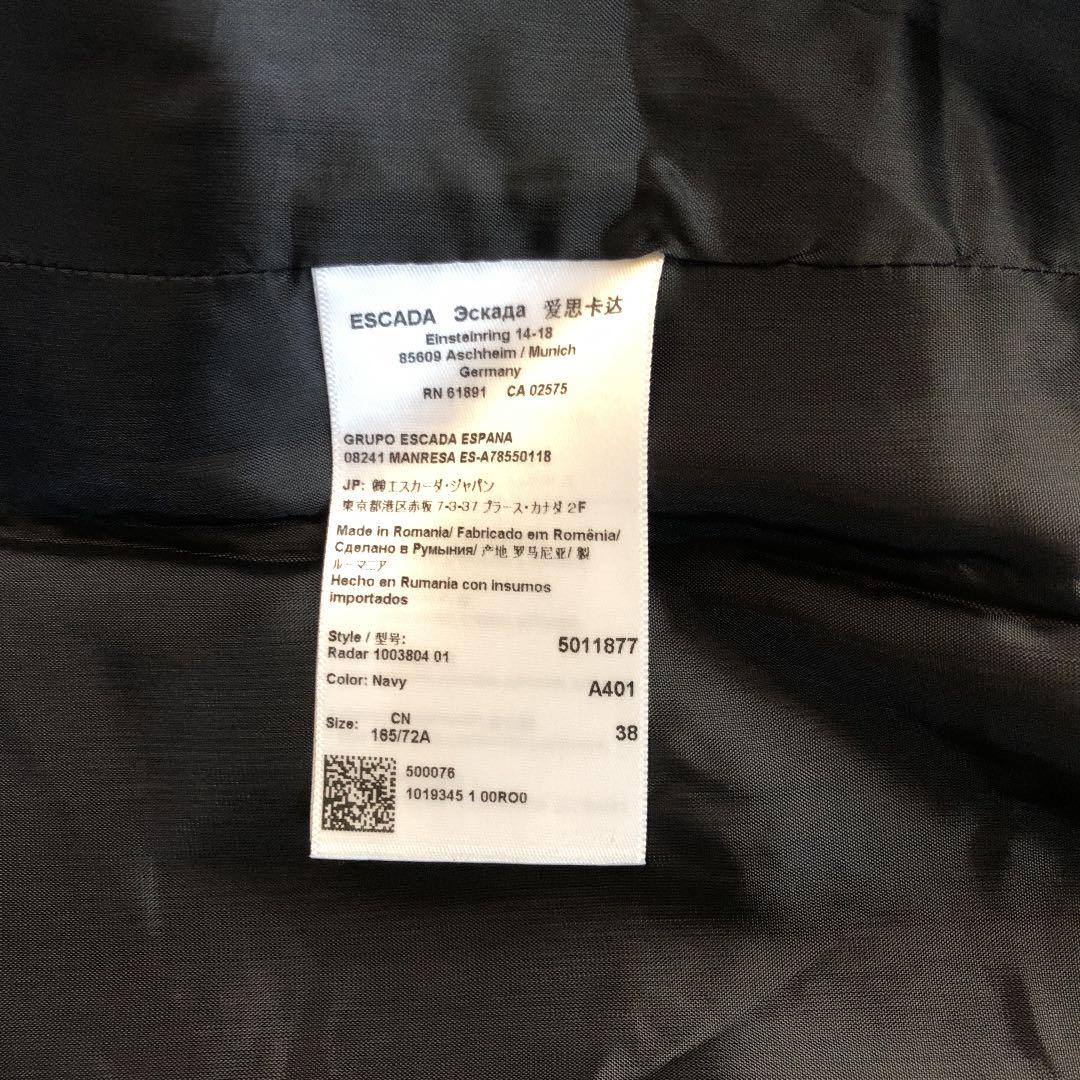 ESCADA Эскада 爱思卡达
Einsteinring 14-18
85609 Aschheim / Munich
Germany
RN 61891 CA 02575
GRUPO ESCADA ESPANA
08241 MANRESA ES-A78550118
JP: ㈱エスカーダ・ジャパン
東京都港区赤坂 7-3-37 プラース・カナダ 2F
Made in Romania/ Fabricado em Romênia/
Сделано в Румыния/ 产地 罗马尼亚/ 製
ルーマニア
Hecho en Rumania con insumos
importados
Style / 型号: 5011877
Radar 1003804 01
Color: Navy A401
Size: CN 38
165/72A
500076
1019345 1 00RO0